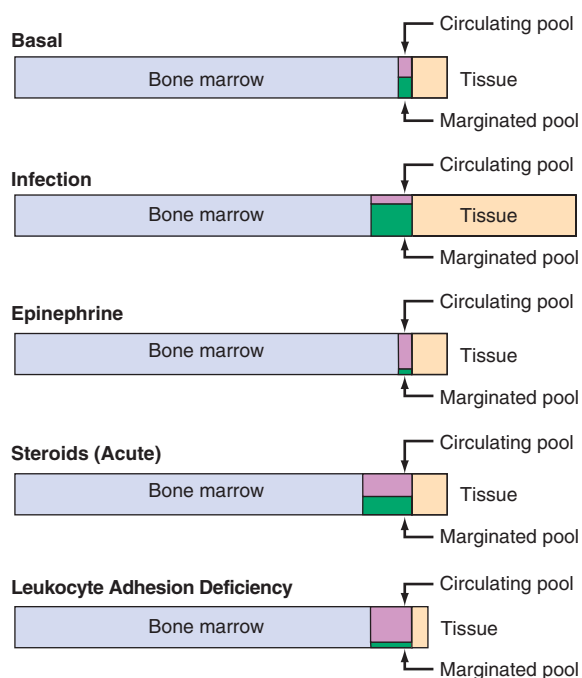 Circulating pool
Basal
Bone marrow
Tissue
Marginated pool
Circulating pool
Infection
Bone marrow
Tissue
Marginated pool
Circulating pool
Epinephrine
Bone marrow
Tissue
Marginated pool
Circulating pool
Steroids (Acute)
Bone marrow
Tissue
Marginated pool
Circulating pool
Leukocyte Adhesion Deficiency
Bone marrow
Tissue
Marginated pool